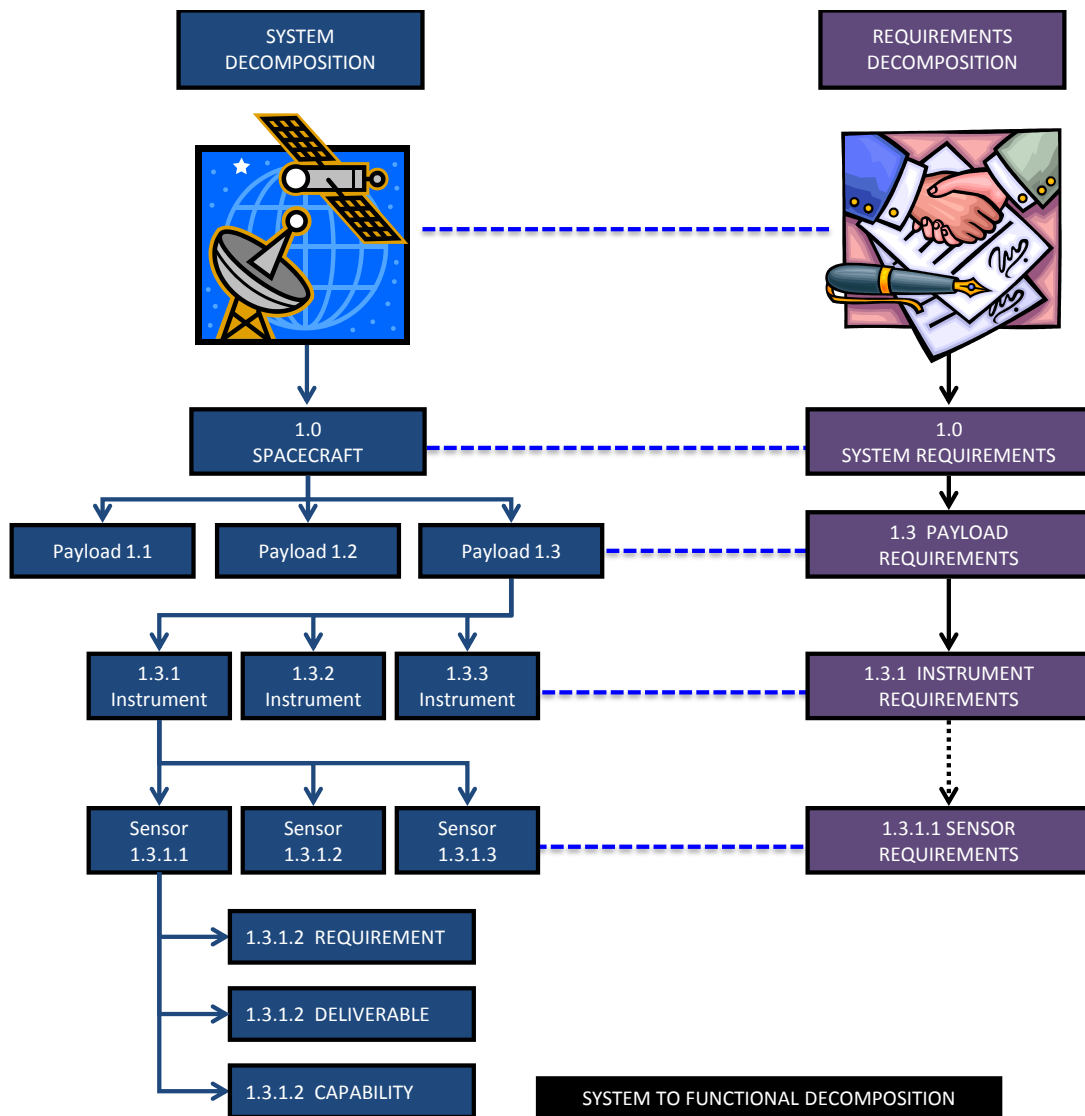 SYSTEM
DECOMPOSITION
REQUIREMENTS
DECOMPOSITION
1.0
SPACECRAFT
1.0
SYSTEM REQUIREMENTS
Payload 1.1
Payload 1.2
Payload 1.3
1.3 PAYLOAD
REQUIREMENTS
1.3.1
Instrument
1.3.2
Instrument
1.3.3
Instrument
1.3.1 INSTRUMENT
REQUIREMENTS
Sensor
1.3.1.1
Sensor
1.3.1.2
Sensor
1.3.1.3
1.3.1.1 SENSOR
REQUIREMENTS
1.3.1.2 REQUIREMENT
1.3.1.2 DELIVERABLE
1.3.1.2 CAPABILITY
SYSTEM TO FUNCTIONAL DECOMPOSITION